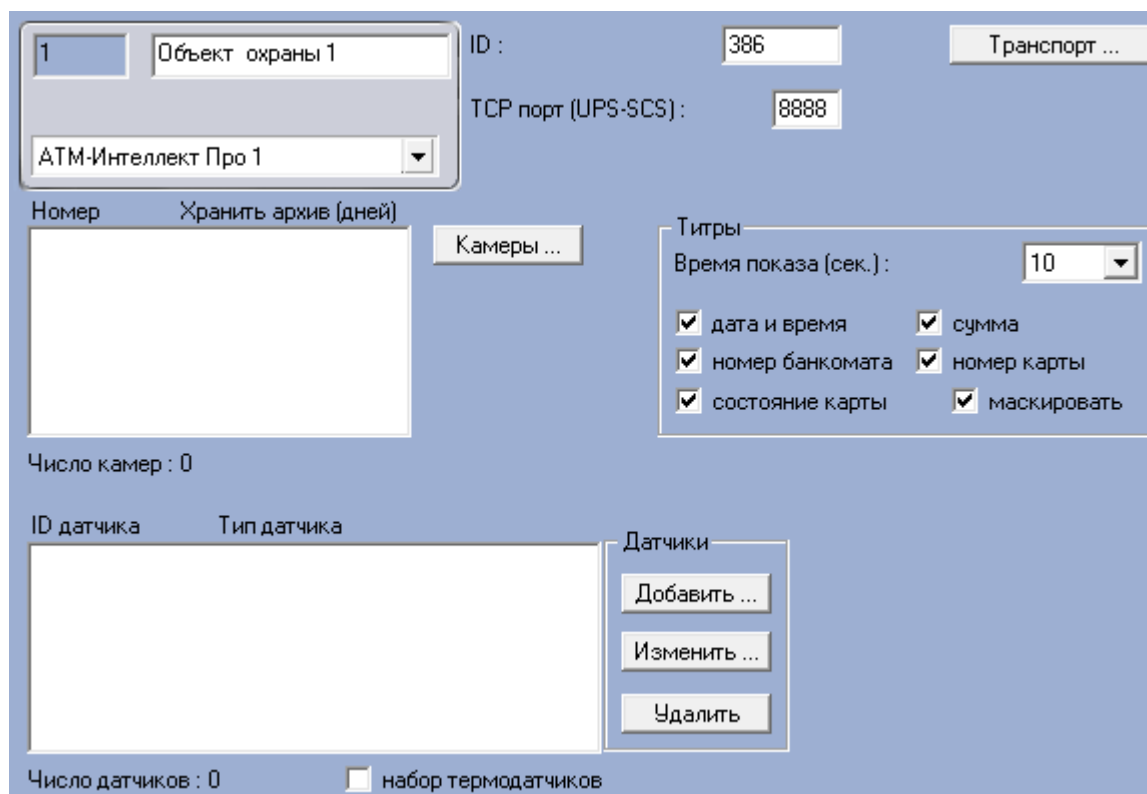 1 Объект охраны 1 ID : 386 Транспорт ...
TCP порт (UPS-SCS) : 8888
АТМ-Интеллект Про 1
Номер Хранить архив (дней)
Камеры ...
Титры
Время показа (сек.) : 10
дата и время сумма
номер банкомата номер карты
состояние карты маскировать
Число камер : 0
ID датчика Тип датчика
Датчики
Добавить ...
Изменить ...
Удалить
Число датчиков : 0 набор термодатчиков